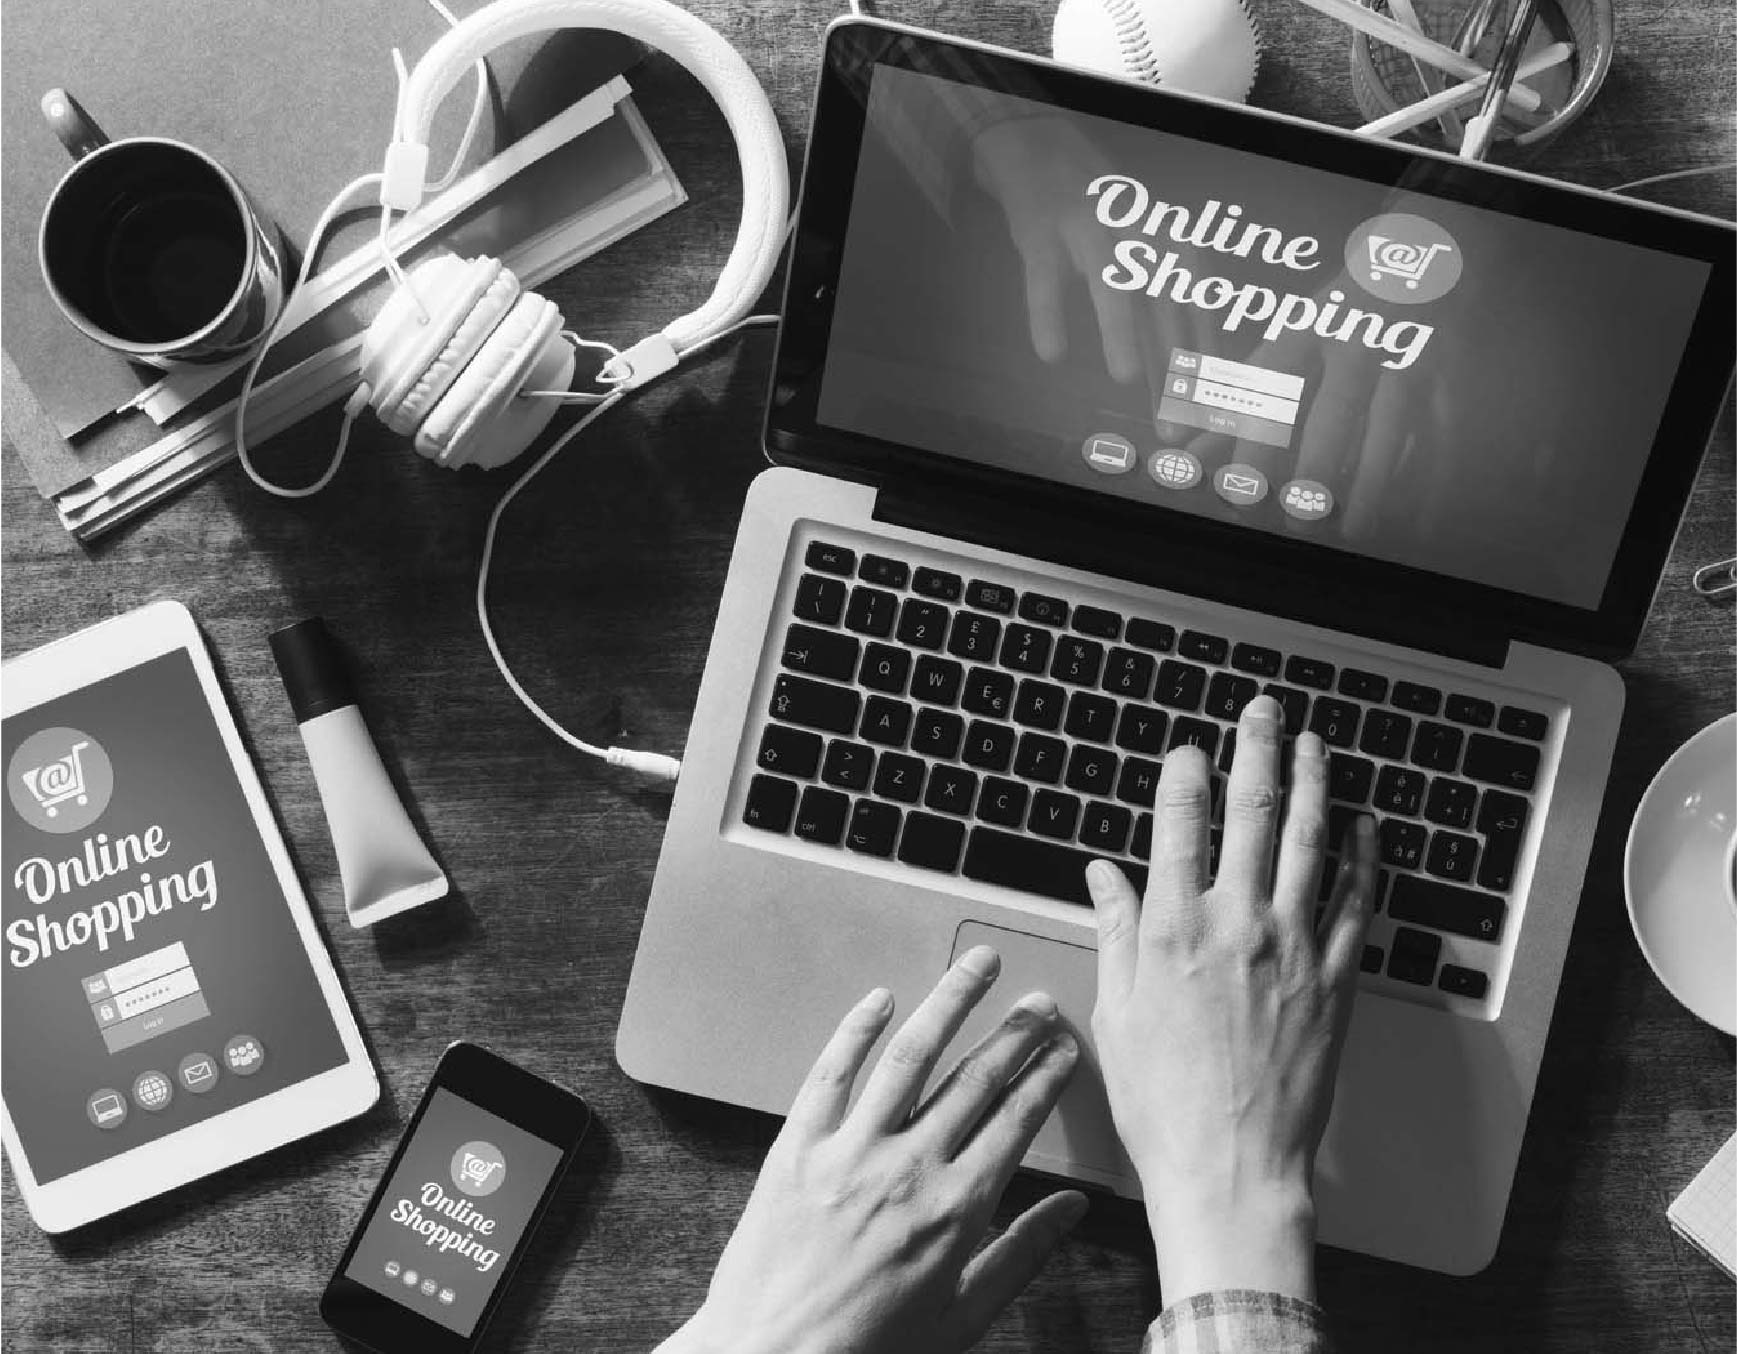 Online
Shopping
@
Log in
esc
1
2
£
3
$
4
%
5
&
6
/
7
8
=
0
?
Q
W
E
€
R
T
Y
U
A
S
D
F
G
H
Z
X
C
V
B
M
fn
ctrl
@
Online
Shopping
Log in
@
Online
Shopping